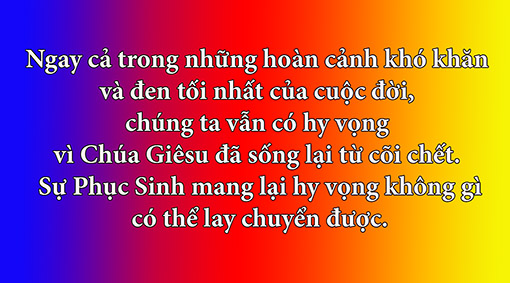 Ngay cả trong những hoàn cảnh khó khăn
và đen tối nhất của cuộc đời,
chúng ta vẫn có hy vọng
vì Chúa Giêsu đã sống lại từ cõi chết.
Sự Phục Sinh mang lại hy vọng không gì
có thể lay chuyển được.